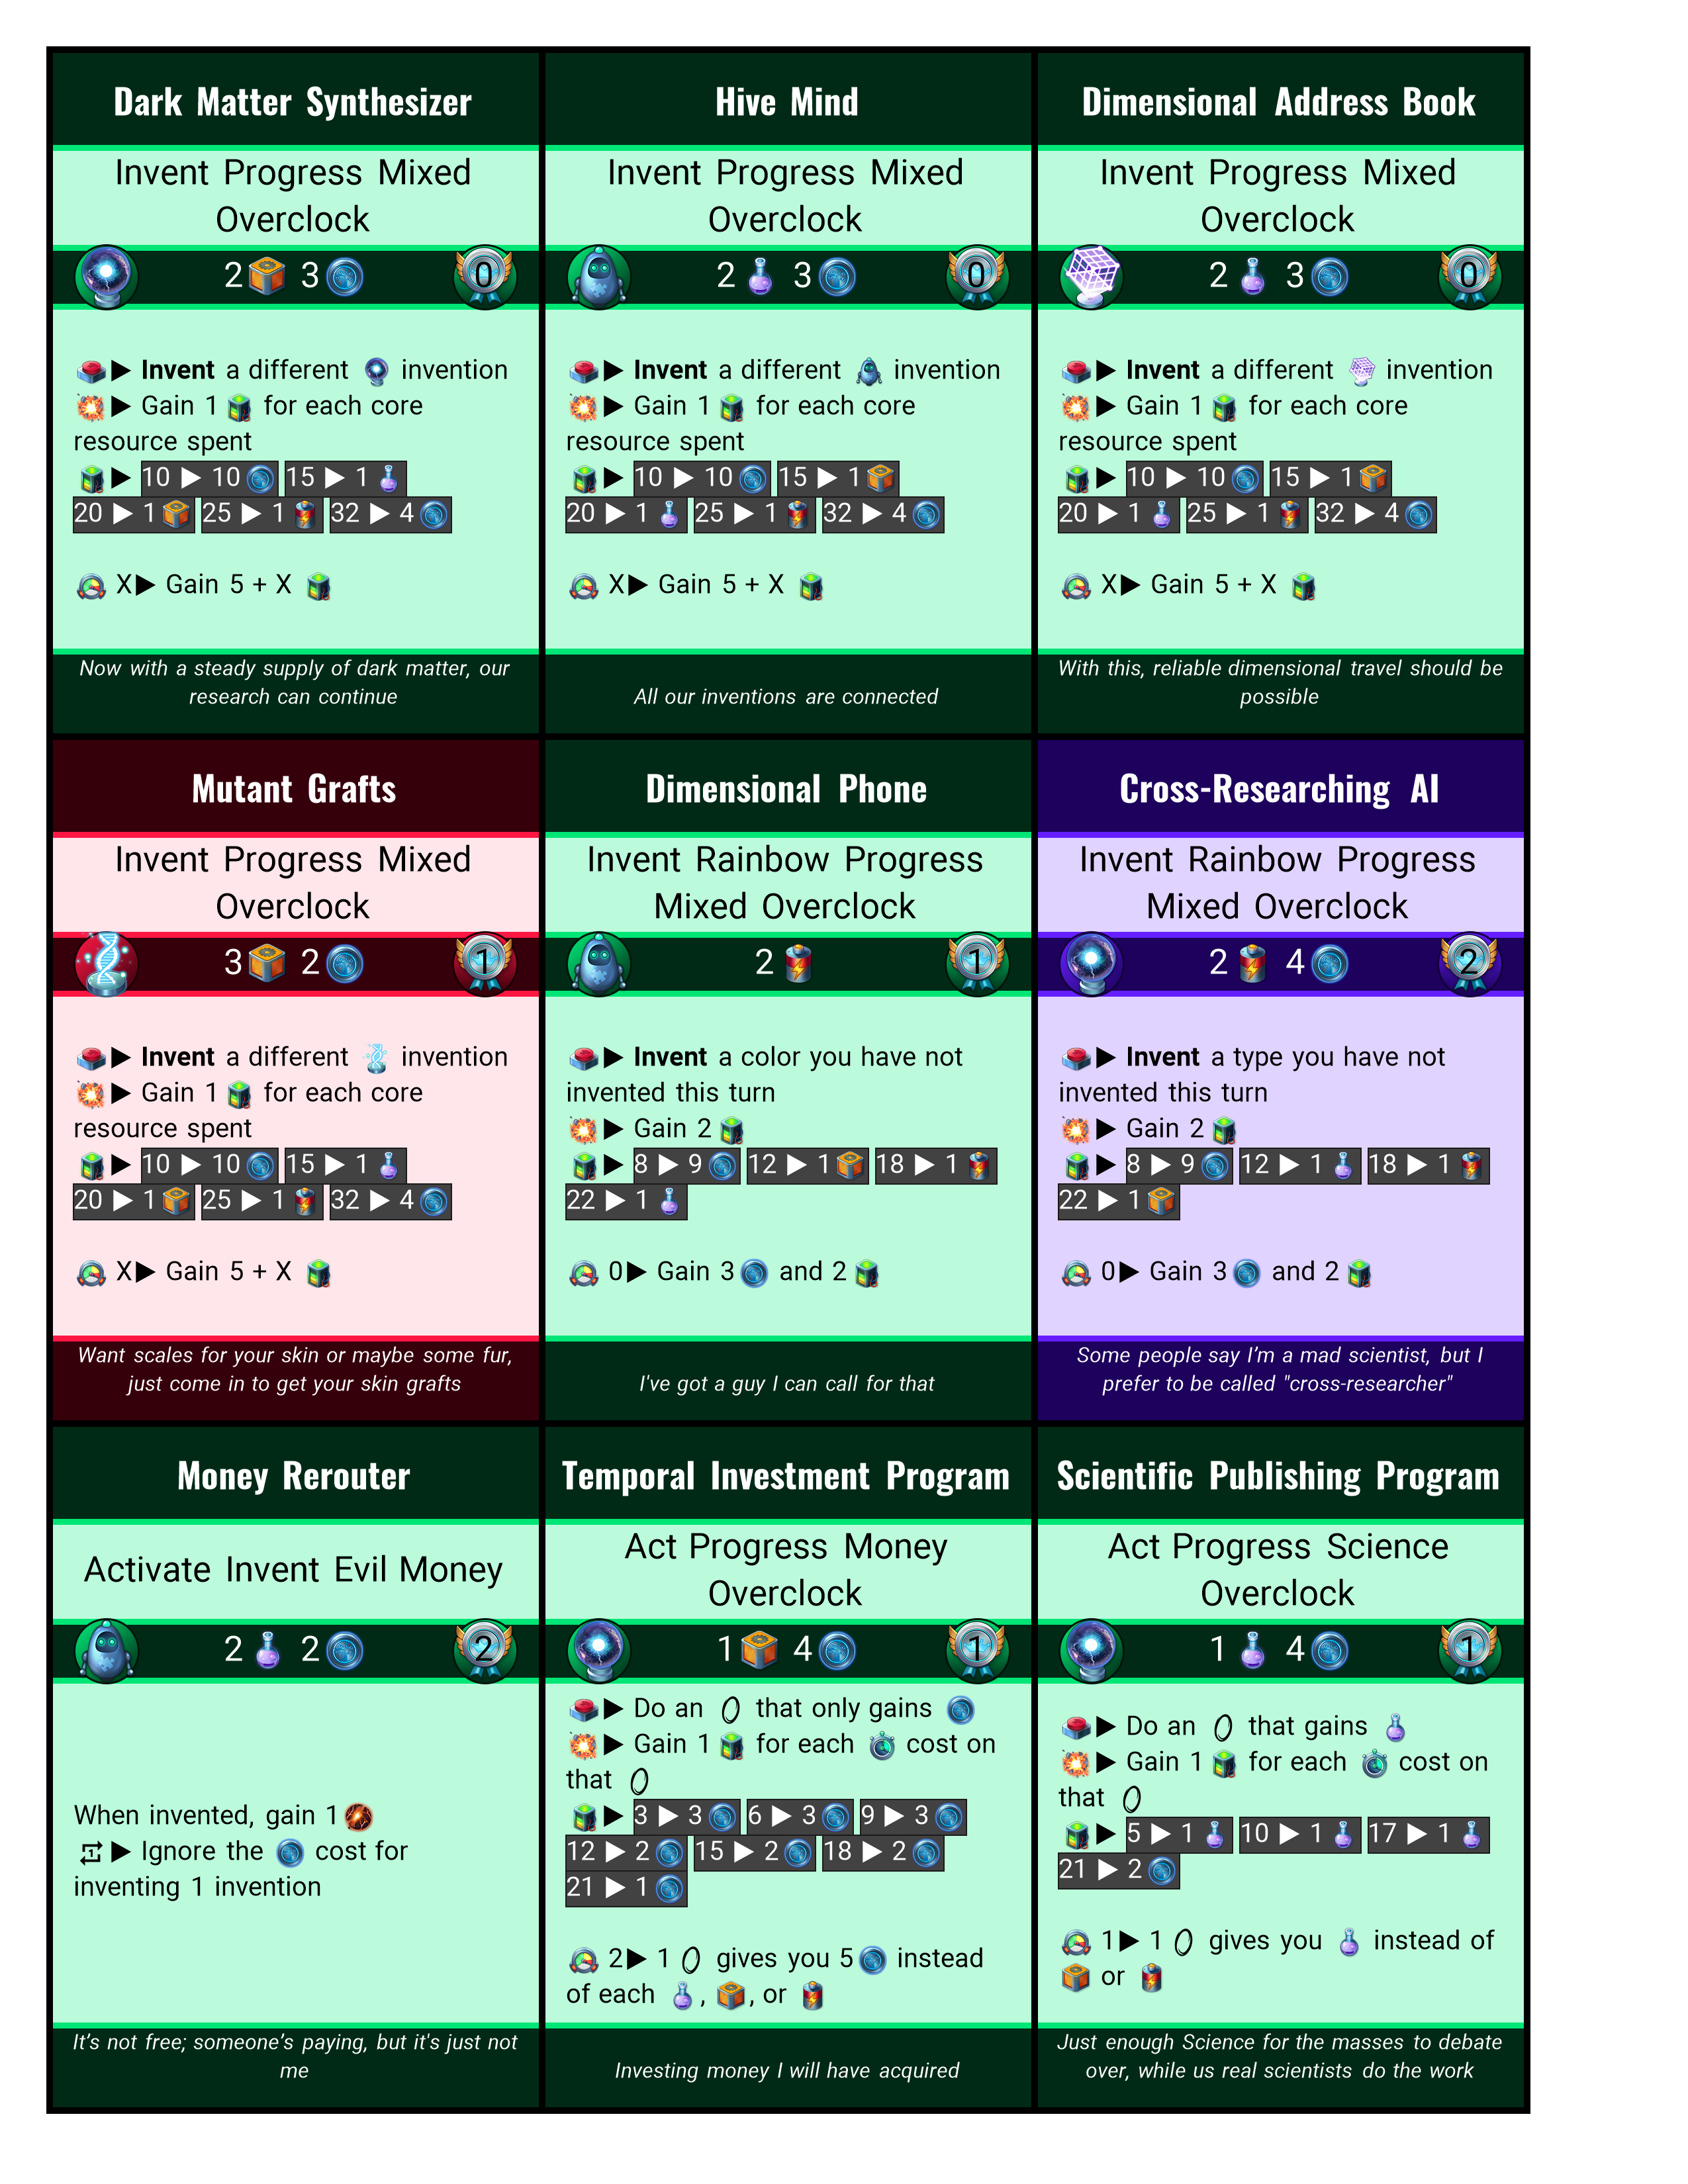 Dark Matter Synthesizer
Invent Progress Mixed
Overclock
2 3 0
▶ Invent a different invention
▶ Gain 1 for each core
resource spent
▶ 10 ▶ 10 15 ▶ 1
20 ▶ 1 25 ▶ 1 32 ▶ 4
X▶ Gain 5 + X
Now with a steady supply of dark matter, our
research can continue
Hive Mind
Invent Progress Mixed
Overclock
2 3 0
▶ Invent a different invention
▶ Gain 1 for each core
resource spent
▶ 10 ▶ 10 15 ▶ 1
20 ▶ 1 25 ▶ 1 32 ▶ 4
X▶ Gain 5 + X
All our inventions are connected
Dimensional Address Book
Invent Progress Mixed
Overclock
2 3 0
▶ Invent a different invention
▶ Gain 1 for each core
resource spent
▶ 10 ▶ 10 15 ▶ 1
20 ▶ 1 25 ▶ 1 32 ▶ 4
X▶ Gain 5 + X
With this, reliable dimensional travel should be
possible
Mutant Grafts
Invent Progress Mixed
Overclock
3 2 1
▶ Invent a different invention
▶ Gain 1 for each core
resource spent
▶ 10 ▶ 10 15 ▶ 1
20 ▶ 1 25 ▶ 1 32 ▶ 4
X▶ Gain 5 + X
Want scales for your skin or maybe some fur,
just come in to get your skin grafts
Dimensional Phone
Invent Rainbow Progress
Mixed Overclock
2 1
▶ Invent a color you have not
invented this turn
▶ Gain 2
▶ 8 ▶ 9 12 ▶ 1 18 ▶ 1
22 ▶ 1
0▶ Gain 3 and 2
I've got a guy I can call for that
Cross-Researching AI
Invent Rainbow Progress
Mixed Overclock
2 4 2
▶ Invent a type you have not
invented this turn
▶ Gain 2
▶ 8 ▶ 9 12 ▶ 1 18 ▶ 1
22 ▶ 1
0▶ Gain 3 and 2
Some people say I’m a mad scientist, but I
prefer to be called "cross-researcher"
Money Rerouter
Activate Invent Evil Money
2 2 2
When invented, gain 1
1 ▶ Ignore the cost for
inventing 1 invention
It’s not free; someone’s paying, but it's just not
me
Temporal Investment Program
Act Progress Money
Overclock
1 4 1
▶ Do an that only gains
▶ Gain 1 for each cost on
that
▶ 3 ▶ 3 6 ▶ 3 9 ▶ 3
12 ▶ 2 15 ▶ 2 18 ▶ 2
21 ▶ 1
2▶ 1 gives you 5 instead
of each , , or
Investing money I will have acquired
Scientific Publishing Program
Act Progress Science
Overclock
1 4 1
▶ Do an that gains
▶ Gain 1 for each cost on
that
▶ 5 ▶ 1 10 ▶ 1 17 ▶ 1
21 ▶ 2
1▶ 1 gives you instead of
or
Just enough Science for the masses to debate
over, while us real scientists do the work